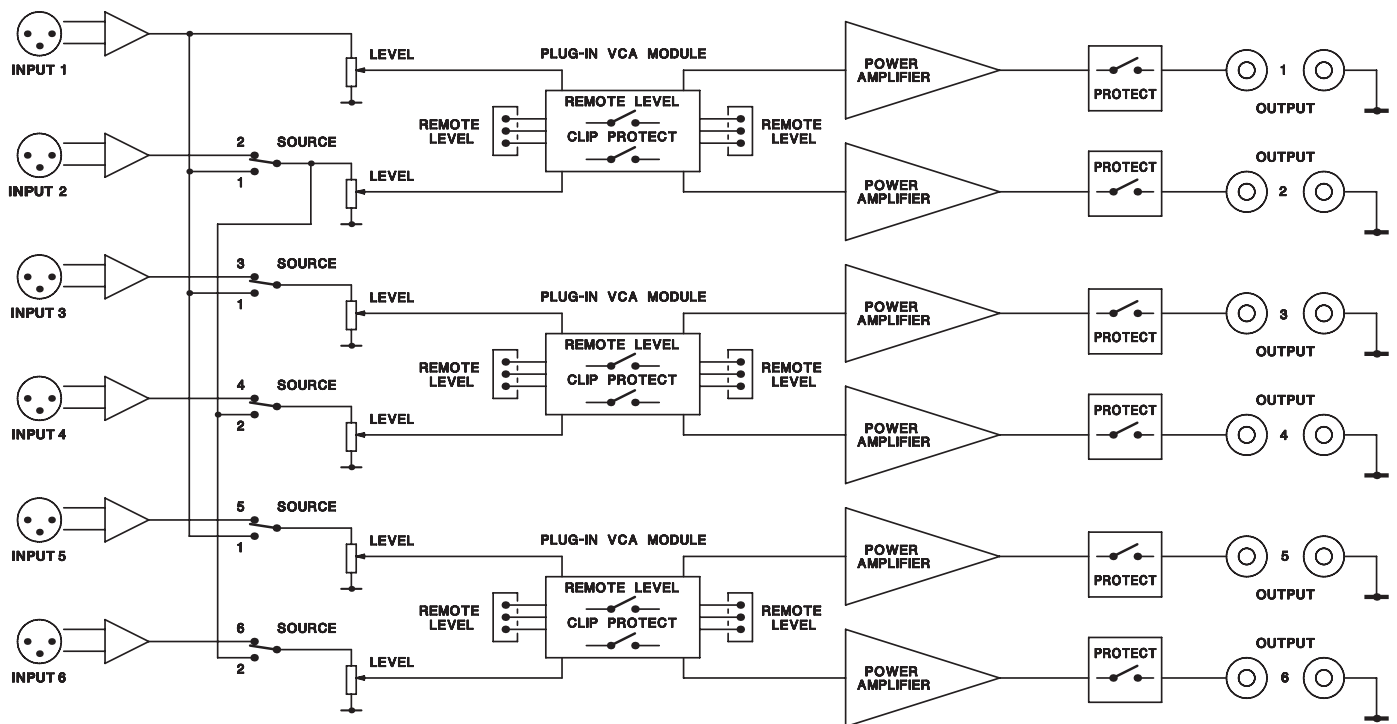 INPUT 1
LEVEL
PLUG-IN VCA MODULE
REMOTE LEVEL
CLIP PROTECT
REMOTE
LEVEL
REMOTE
LEVEL
POWER
AMPLIFIER
PROTECT
1
OUTPUT
INPUT 2
2
SOURCE
1
LEVEL
POWER
AMPLIFIER
PROTECT
OUTPUT
2
INPUT 3
3
SOURCE
1
LEVEL
PLUG-IN VCA MODULE
REMOTE LEVEL
CLIP PROTECT
REMOTE
LEVEL
REMOTE
LEVEL
POWER
AMPLIFIER
PROTECT
3
OUTPUT
INPUT 4
4
SOURCE
2
LEVEL
POWER
AMPLIFIER
PROTECT
OUTPUT
4
INPUT 5
5
SOURCE
1
LEVEL
PLUG-IN VCA MODULE
REMOTE LEVEL
CLIP PROTECT
REMOTE
LEVEL
REMOTE
LEVEL
POWER
AMPLIFIER
PROTECT
5
OUTPUT
INPUT 6
6
SOURCE
2
LEVEL
POWER
AMPLIFIER
PROTECT
OUTPUT
6